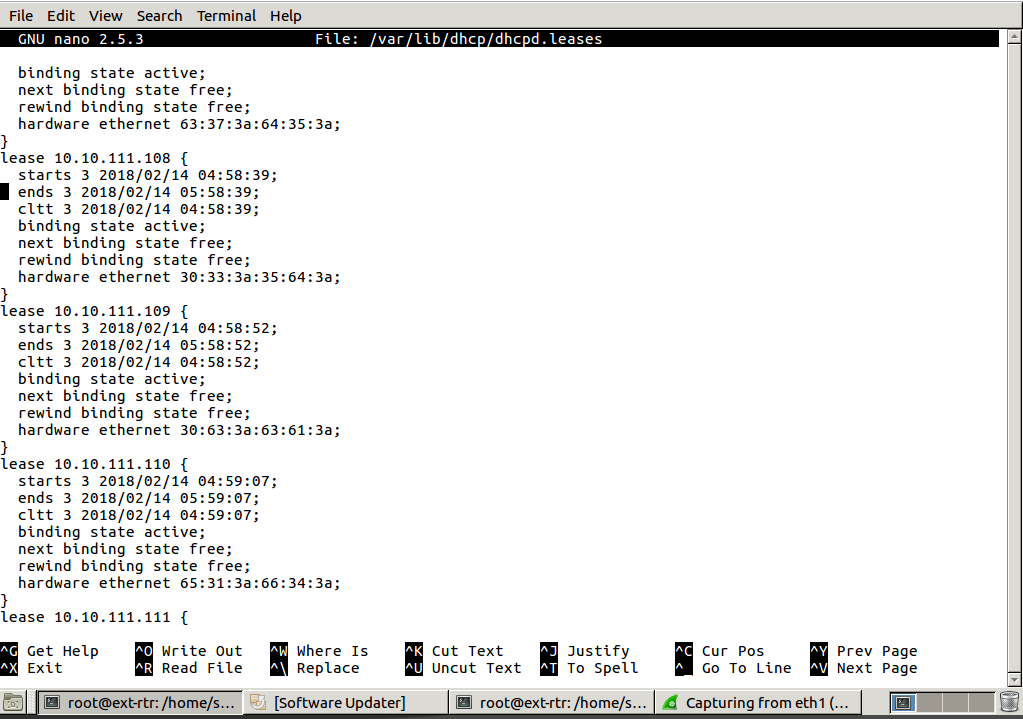 File Edit View Search Terminal Help
GNU nano 2.5.3 File: /var/lib/dhcp/dhcpd.leases
binding state active;
next binding state free;
rewind binding state free;
hardware ethernet 63:37:3a:64:35:3a;
}
lease 10.10.111.108 {
starts 3 2018/02/14 04:58:39;
ends 3 2018/02/14 05:58:39;
cltt 3 2018/02/14 04:58:39;
binding state active;
next binding state free;
rewind binding state free;
hardware ethernet 30:33:3a:35:64:3a;
}
lease 10.10.111.109 {
starts 3 2018/02/14 04:58:52;
ends 3 2018/02/14 05:58:52;
cltt 3 2018/02/14 04:58:52;
binding state active;
next binding state free;
rewind binding state free;
hardware ethernet 30:63:3a:63:61:3a;
}
lease 10.10.111.110 {
starts 3 2018/02/14 04:59:07;
ends 3 2018/02/14 05:59:07;
cltt 3 2018/02/14 04:59:07;
binding state active;
next binding state free;
rewind binding state free;
hardware ethernet 65:31:3a:66:34:3a;
}
lease 10.10.111.111 {
^G Get Help ^O Write Out ^W Where Is ^K Cut Text ^J Justify ^C Cur Pos ^Y Prev Page
^X Exit ^R Read File ^\ Replace ^U Uncut Text ^T To Spell ^_ Go To Line ^V Next Page
root@ext-rtr: /home/s... [Software Updater] root@ext-rtr: /home/s... Capturing from eth1 (...